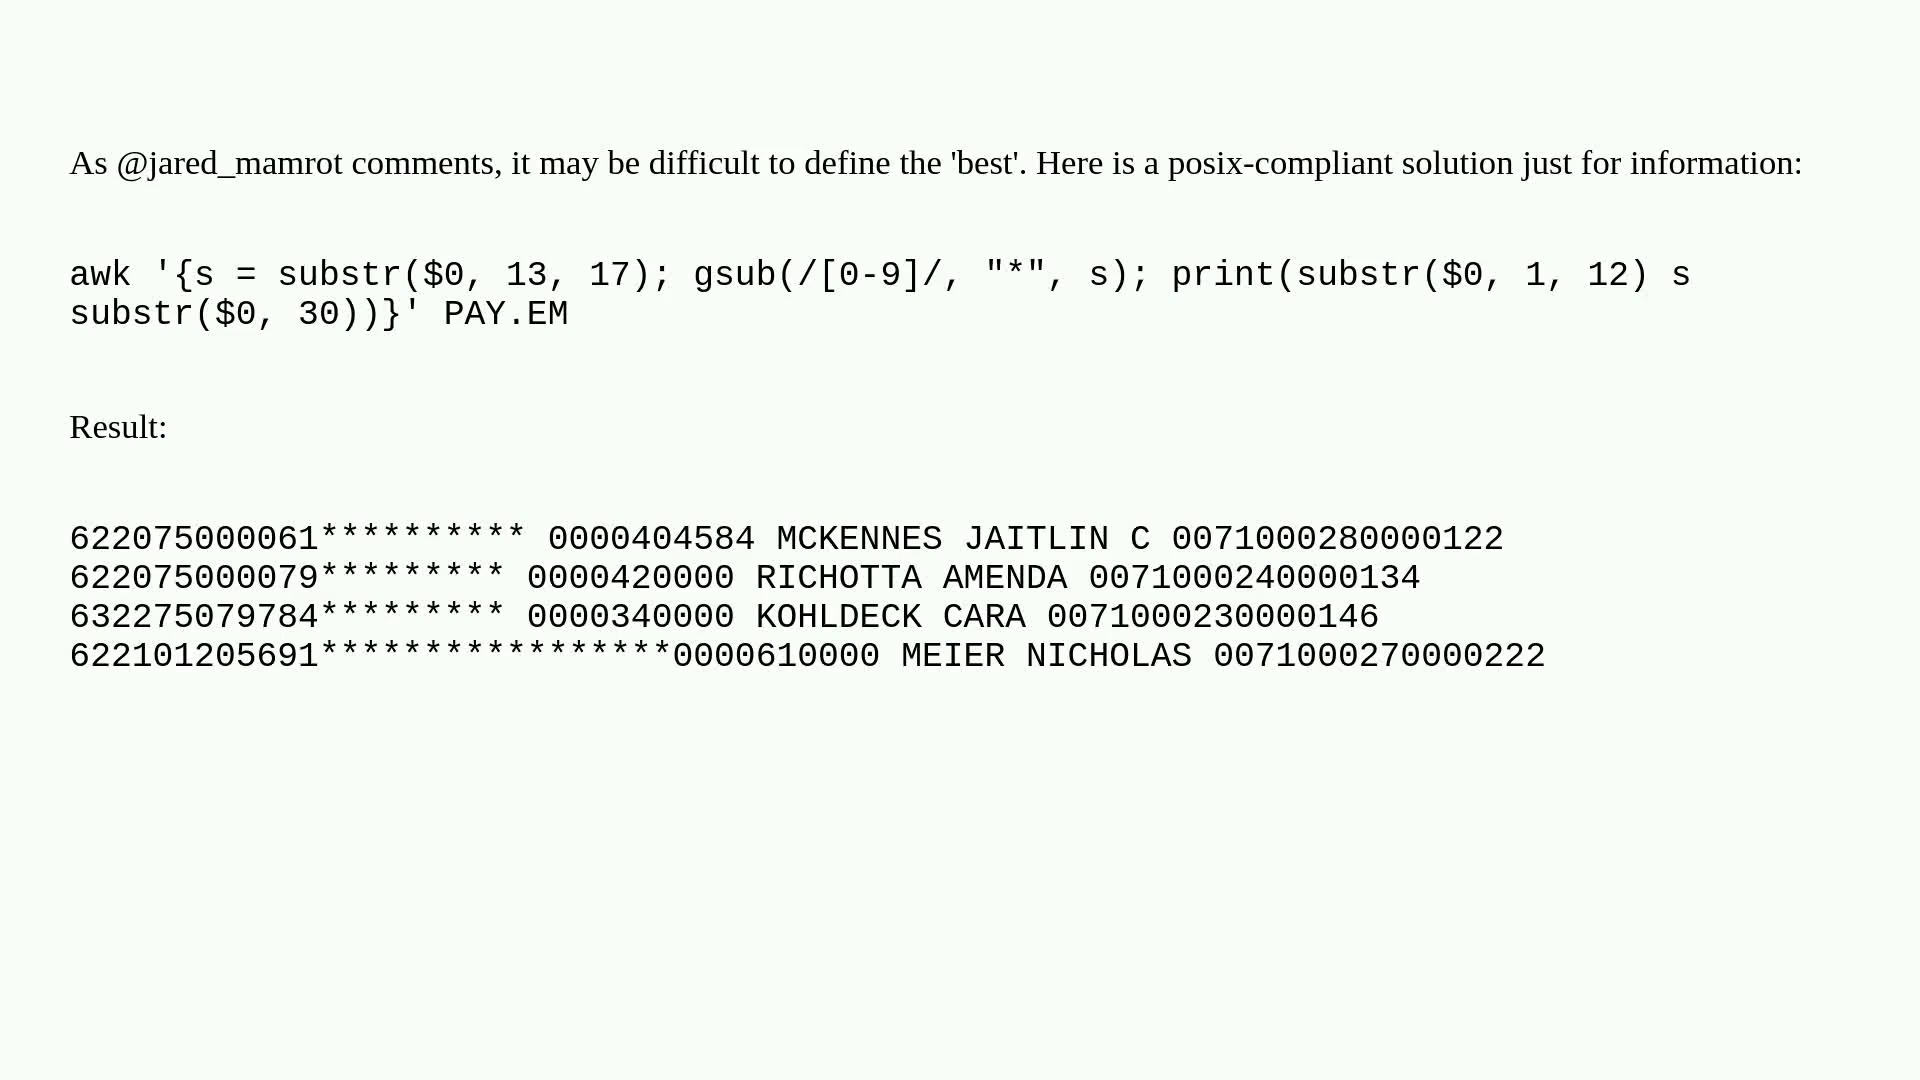 As @jared_mamrot comments, it may be difficult to define the 'best'. Here is a posix-compliant solution just for information:
awk '{s = substr($0, 13, 17); gsub(/[0-9]/, "*", s); print(substr($0, 1, 12) s
substr($0, 30))}' PAY.EM
Result:
622075000061********** 0000404584 MCKENNES JAITLIN C 0071000280000122
622075000079********* 0000420000 RICHOTTA AMENDA 0071000240000134
632275079784********* 0000340000 KOHLDECK CARA 0071000230000146
622101205691*****************0000610000 MEIER NICHOLAS 0071000270000222